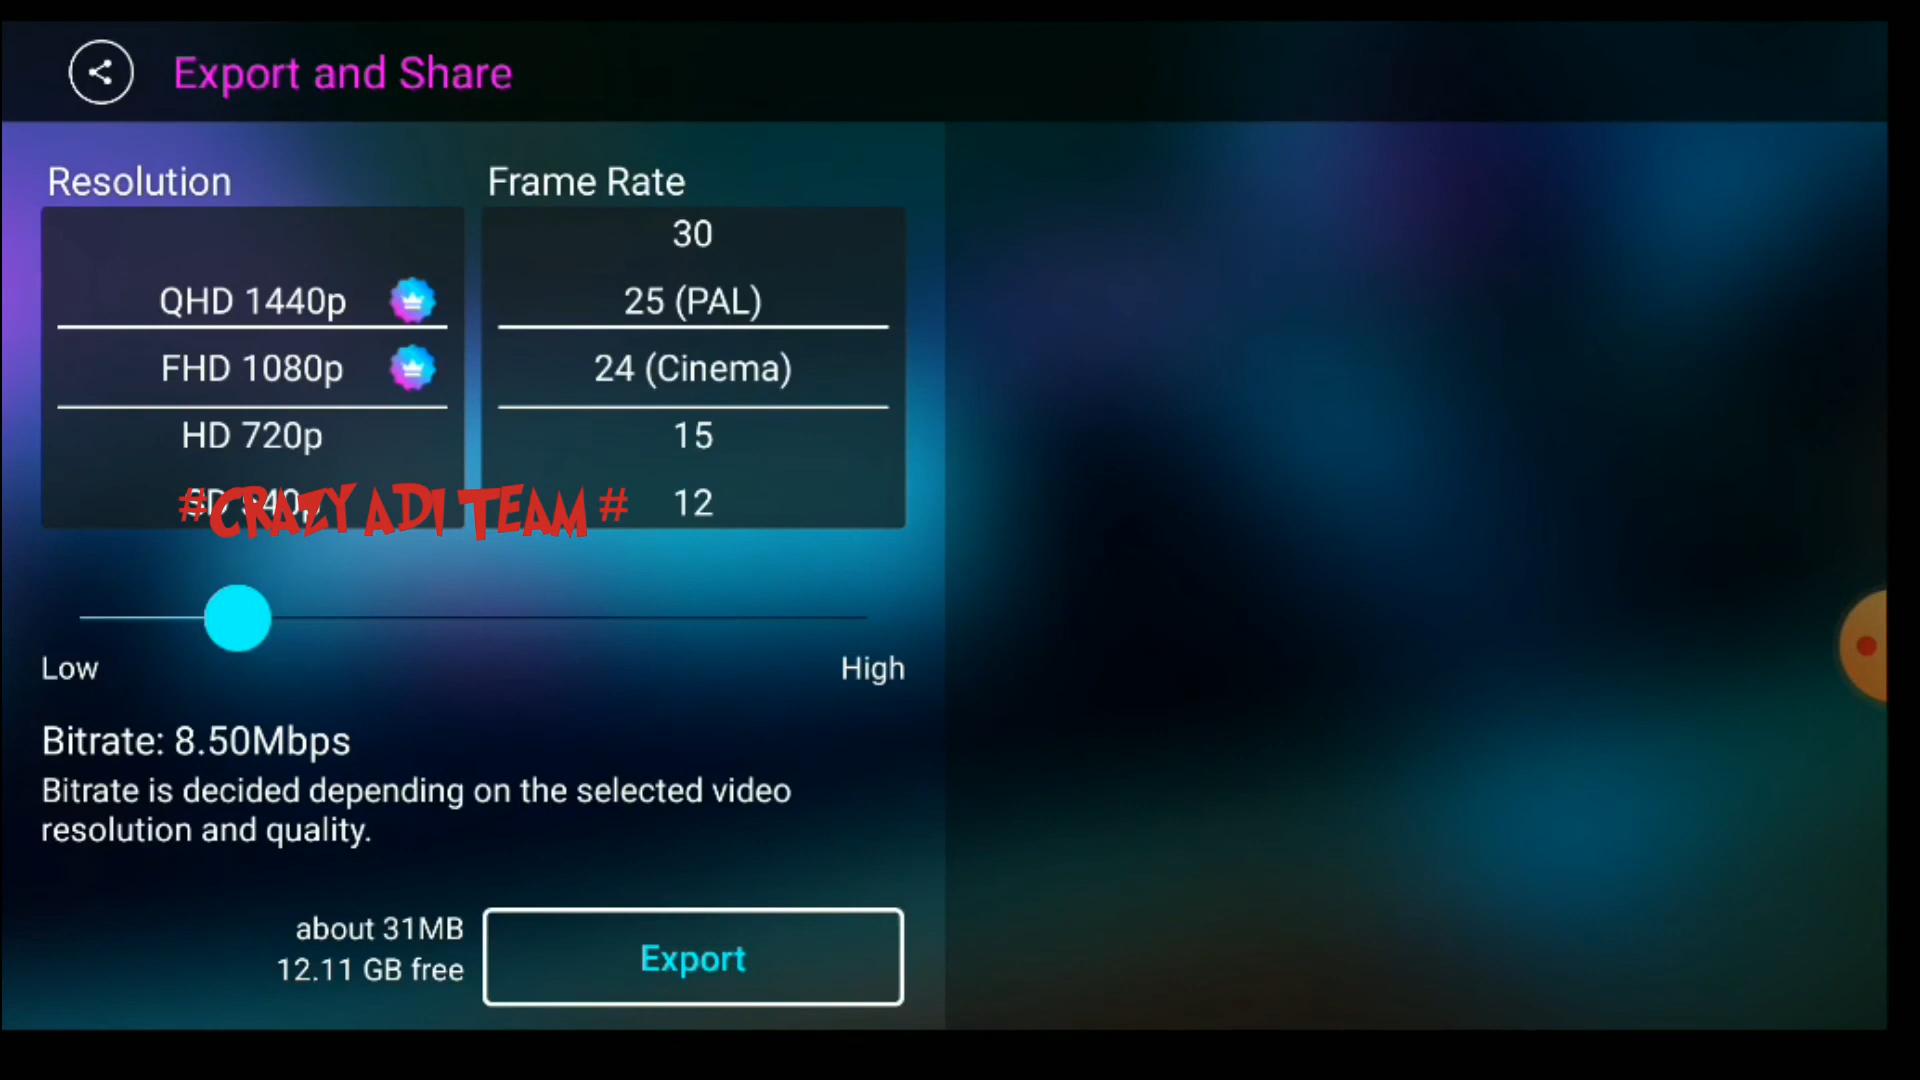 Export and Share
Resolution
Frame Rate
30
QHD 1440p
25 (PAL)
FHD 1080p
24 (Cinema)
HD 720p
15
SD 540p
12
#CRAZY ADI TEAM #
Low
High
Bitrate: 8.50Mbps
Bitrate is decided depending on the selected video
resolution and quality.
about 31MB
12.11 GB free
Export